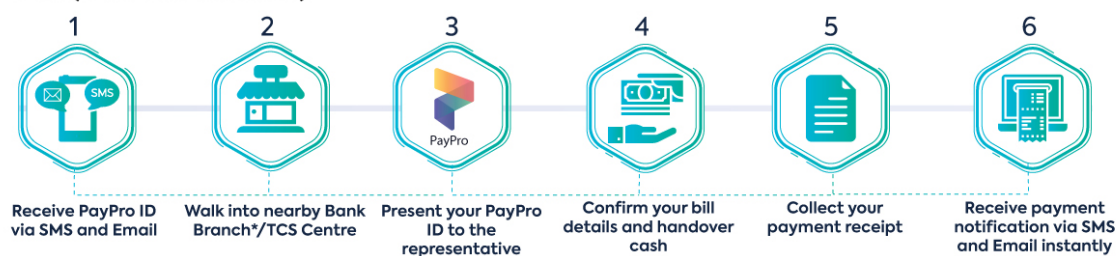 1 2 3 4 5 6
SMS
PayPro
Receive PayPro ID
via SMS and Email
Walk into nearby Bank
Branch*/TCS Centre
Present your PayPro
ID to the
representative
Confirm your bill
details and handover
cash
Collect your
payment receipt
Receive payment
notification via SMS
and Email instantly